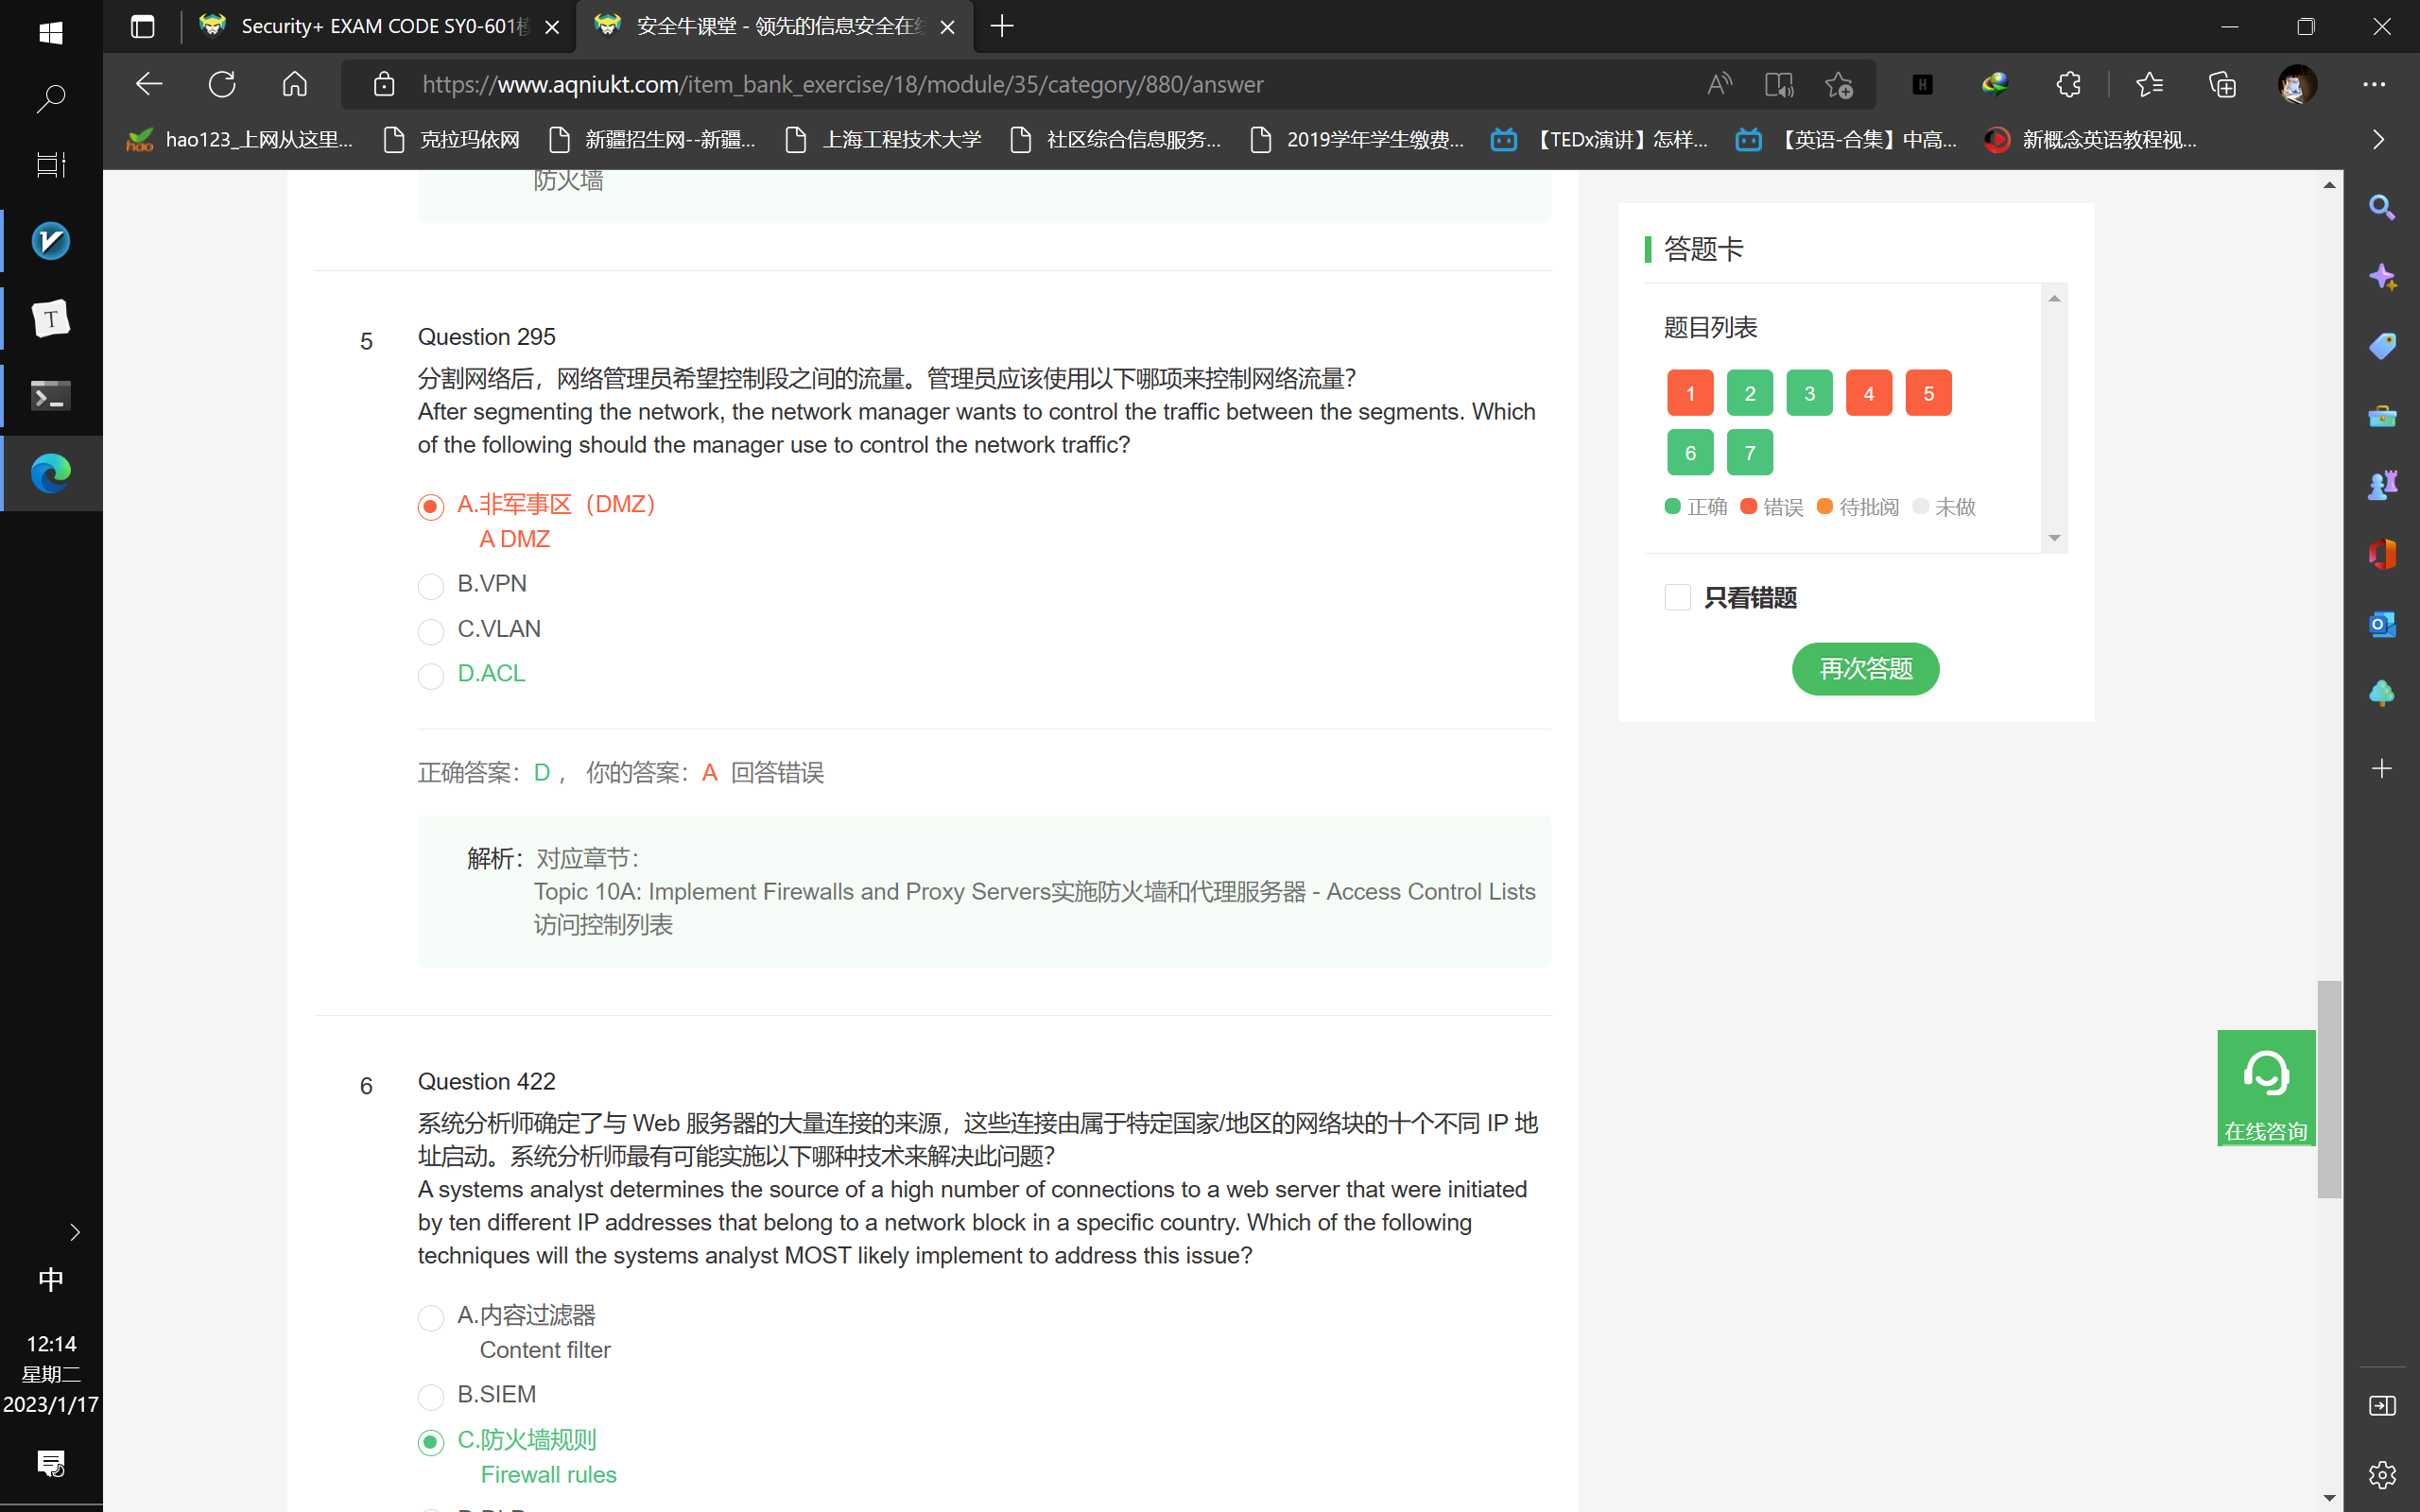 Security+ EXAM CODE SY0-601模
安全牛课堂 - 领先的信息安全在线
https://www.aqniukt.com/item_bank_exercise/18/module/35/category/880/answer
hao123_上网从这里...
克拉玛依网
新疆招生网--新疆...
上海工程技术大学
社区综合信息服务...
2019学年学生缴费...
【TEDx演讲】怎样...
【英语-合集】中高...
新概念英语教程视...
防火墙
5
Question 295
分割网络后，网络管理员希望控制段之间的流量。管理员应该使用以下哪项来控制网络流量？
After segmenting the network, the network manager wants to control the traffic between the segments. Which
of the following should the manager use to control the network traffic?
A.非军事区（DMZ）
A DMZ
B.VPN
C.VLAN
D.ACL
正确答案：D ， 你的答案：A 回答错误
解析：对应章节：
Topic 10A: Implement Firewalls and Proxy Servers实施防火墙和代理服务器 - Access Control Lists
访问控制列表
6
Question 422
系统分析师确定了与 Web 服务器的大量连接的来源，这些连接由属于特定国家/地区的网络块的十个不同 IP 地
址启动。系统分析师最有可能实施以下哪种技术来解决此问题？
A systems analyst determines the source of a high number of connections to a web server that were initiated
by ten different IP addresses that belong to a network block in a specific country. Which of the following
techniques will the systems analyst MOST likely implement to address this issue?
A.内容过滤器
Content filter
B.SIEM
C.防火墙规则
Firewall rules
答题卡
题目列表
1 2 3 4 5
6 7
正确 错误 待批阅 未做
只看错题
再次答题
在线咨询
中
12:14
星期二
2023/1/17